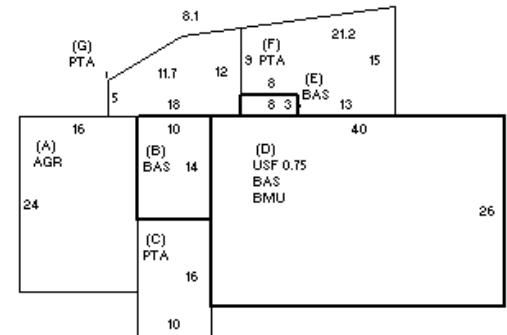 8.1
(G)
PTA
21.2
9
(F)
PTA
11.7
12
15
8
(E)
BAS
5
18
8
3
13
16
10
40
(A)
AGR
(B)
BAS
14
(D)
USF 0.75
BAS
BMU
24
26
(C)
PTA
16
10